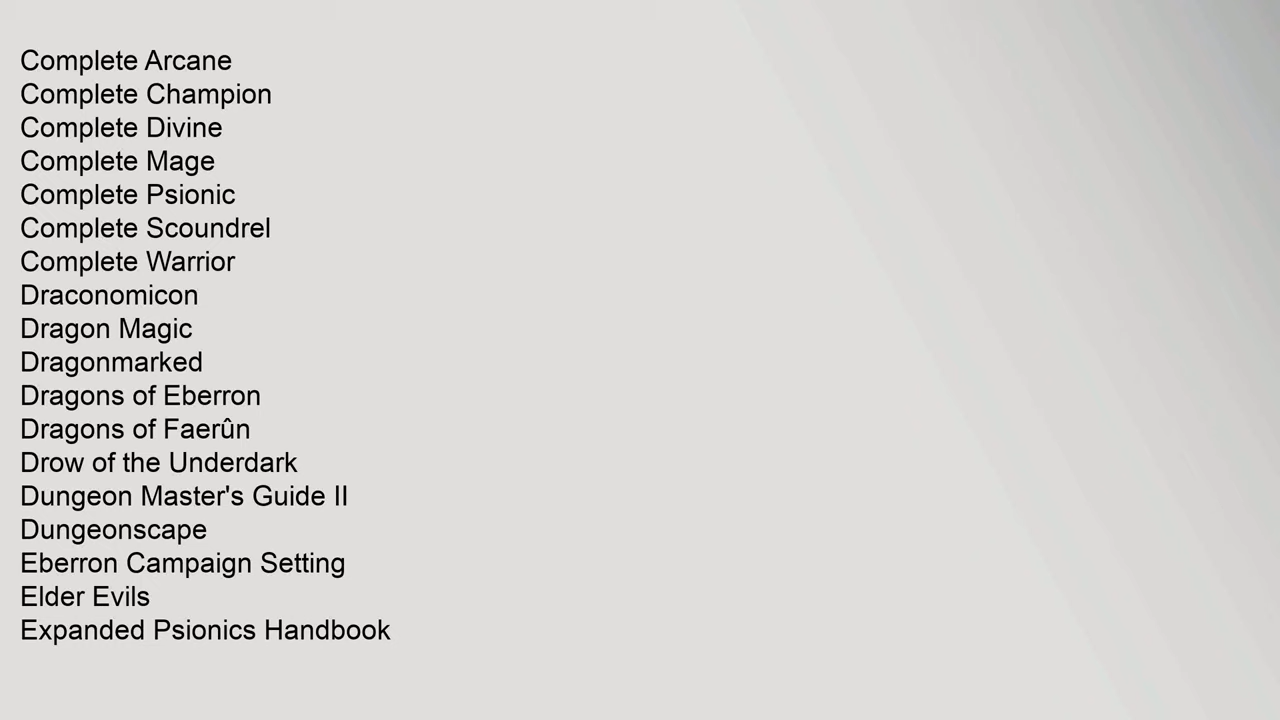 Complete Arcane
Complete Champion
Complete Divine
Complete Mage
Complete Psionic
Complete Scoundrel
Complete Warrior
Draconomicon
Dragon Magic
Dragonmarked
Dragons of Eberron
Dragons of Faerûn
Drow of the Underdark
Dungeon Master's Guide II
Dungeonscape
Eberron Campaign Setting
Elder Evils
Expanded Psionics Handbook